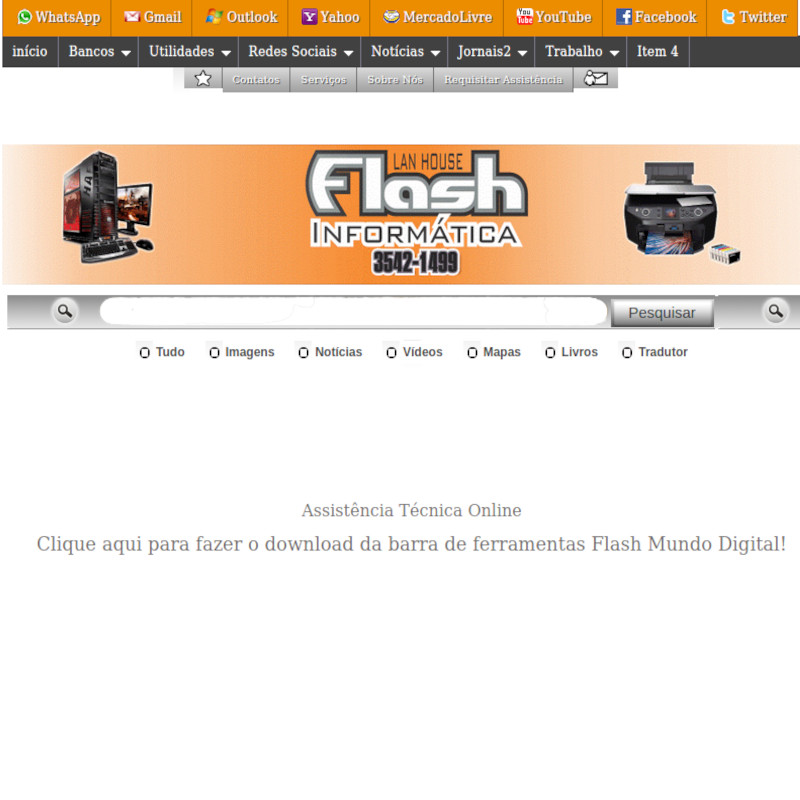 WhatsApp Gmail Outlook Yahoo MercadoLivre You Tube YouTube Facebook Twitter
início Bancos Utilidades Redes Sociais Notícias Jornais2 Trabalho Item 4
Contatos Serviços Sobre Nós Requisitar Assistência
LAN HOUSE
Flash
INFORMÁTICA
3542-1499
Pesquisar
Tudo Imagens Notícias Vídeos Mapas Livros Tradutor
Assistência Técnica Online
Clique aqui para fazer o download da barra de ferramentas Flash Mundo Digital!